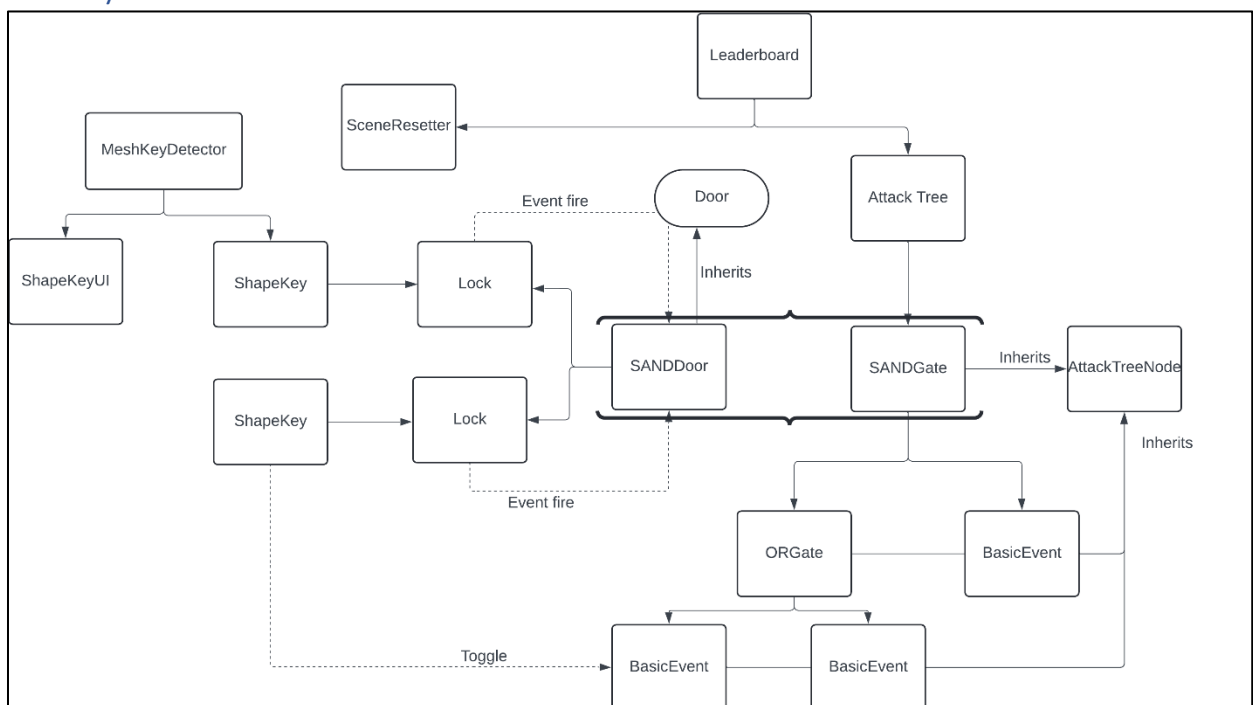 Leaderboard
SceneResetter
MeshKeyDetector
Door
Attack Tree
Event fire
ShapeKeyUI
ShapeKey
Lock
Inherits
SANDDoor
SANDGate
Inherits
AttackTreeNode
ShapeKey
Lock
Inherits
Event fire
ORGate
BasicEvent
Toggle
BasicEvent
BasicEvent